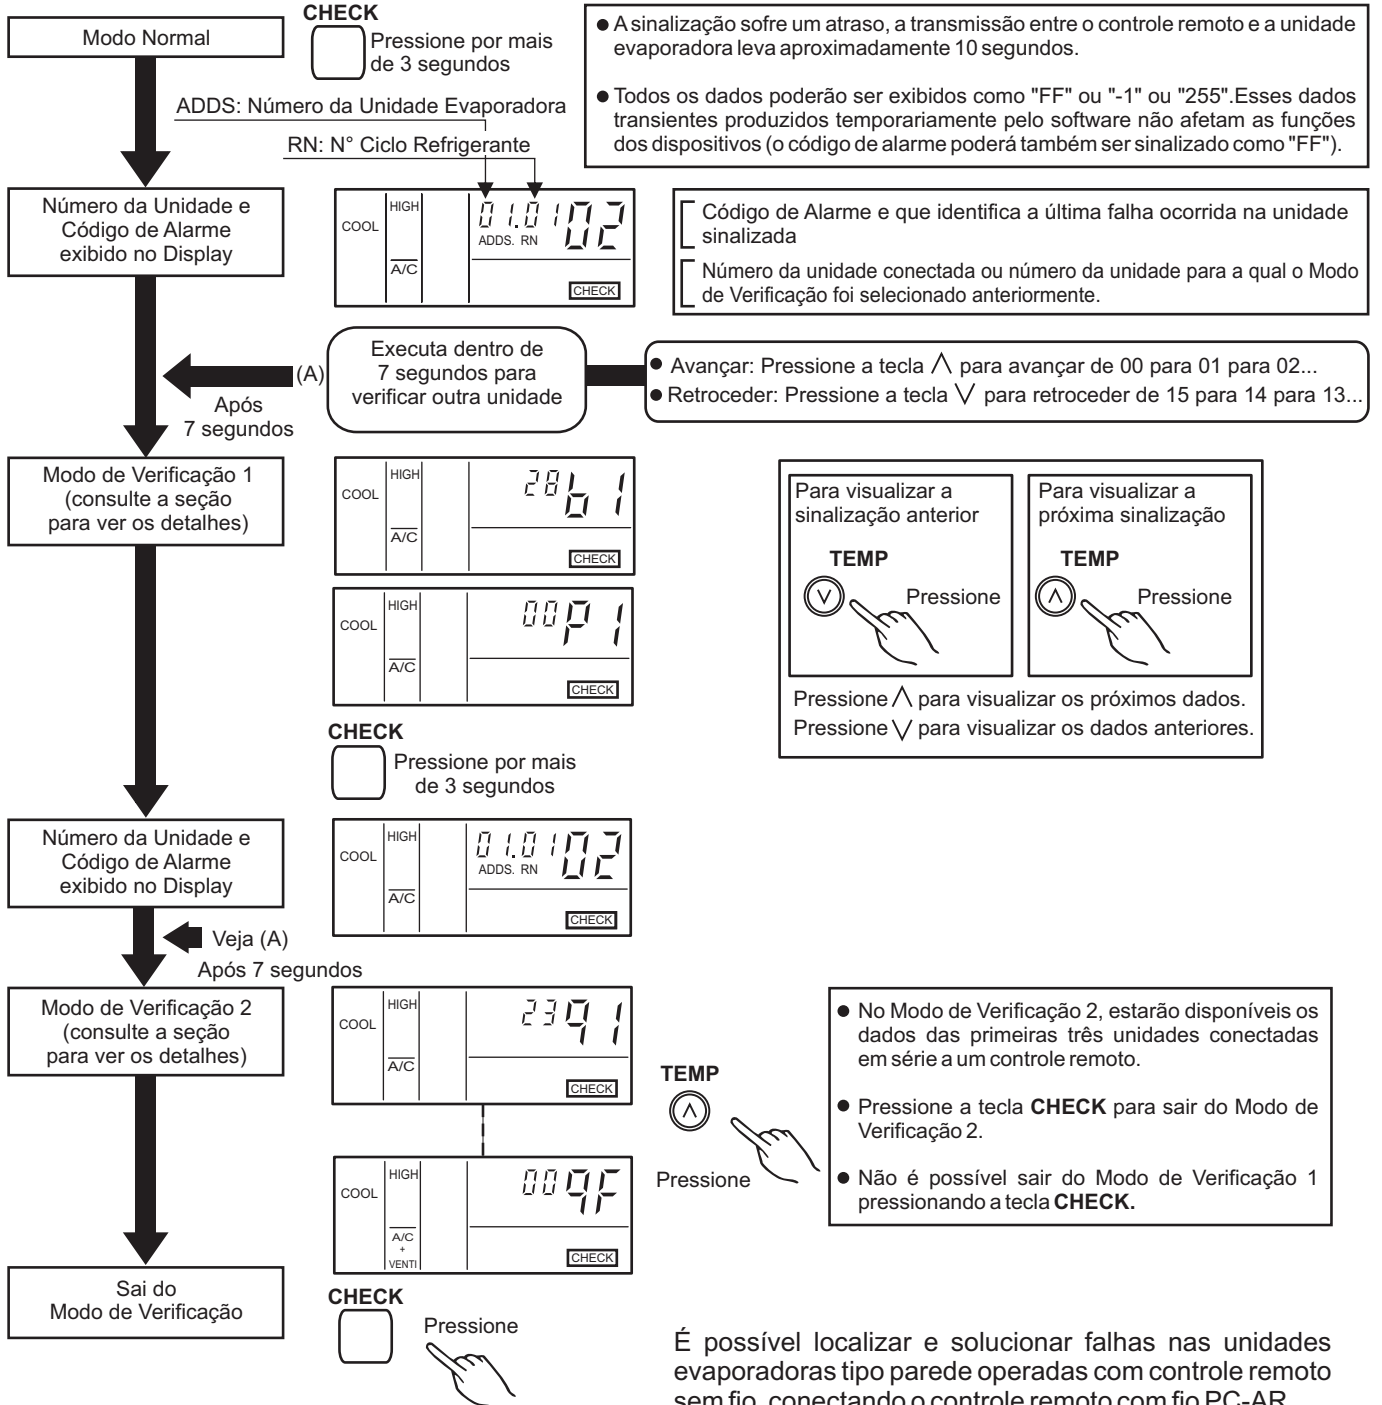 CHECK
Modo Normal
Pressione por mais
de 3 segundos
● A sinalização sofre um atraso, a transmissão entre o controle remoto e a unidade
evaporadora leva aproximadamente 10 segundos.
● Todos os dados poderão ser exibidos como "FF" ou "-1" ou "255".Esses dados
transientes produzidos temporariamente pelo software não afetam as funções
dos dispositivos (o código de alarme poderá também ser sinalizado como "FF").
ADDS: Número da Unidade Evaporadora
RN: N° Ciclo Refrigerante
Número da Unidade e
Código de Alarme
exibido no Display
COOL
HIGH
A/C
01.01 02
ADDS. RN
CHECK
Código de Alarme e que identifica a última falha ocorrida na unidade
sinalizada
Número da unidade conectada ou número da unidade para a qual o Modo
de Verificação foi selecionado anteriormente.
(A)
Após
7 segundos
Executa dentro de
7 segundos para
verificar outra unidade
● Avançar: Pressione a tecla ∧ para avançar de 00 para 01 para 02...
● Retroceder: Pressione a tecla ∨ para retroceder de 15 para 14 para 13...
Modo de Verificação 1
(consulte a seção
para ver os detalhes)
COOL
HIGH
A/C
28 b1
CHECK
COOL
HIGH
A/C
00 P1
CHECK
Para visualizar a
sinalização anterior
TEMP
∨
Pressione
Para visualizar a
próxima sinalização
TEMP
∧
Pressione
Pressione ∧ para visualizar os próximos dados.
Pressione ∨ para visualizar os dados anteriores.
CHECK
Pressione por mais
de 3 segundos
Número da Unidade e
Código de Alarme
exibido no Display
COOL
HIGH
A/C
01.01 02
ADDS. RN
CHECK
Veja (A)
Após 7 segundos
Modo de Verificação 2
(consulte a seção
para ver os detalhes)
COOL
HIGH
A/C
23 q1
CHECK
COOL
HIGH
A/C
+
VENTI
00 qF
CHECK
TEMP
∧
Pressione
● No Modo de Verificação 2, estarão disponíveis os
dados das primeiras três unidades conectadas
em série a um controle remoto.
● Pressione a tecla CHECK para sair do Modo de
Verificação 2.
● Não é possível sair do Modo de Verificação 1
pressionando a tecla CHECK.
Sai do
Modo de Verificação
CHECK
Pressione
É possível localizar e solucionar falhas nas unidades
evaporadoras tipo parede operadas com controle remoto
sem fio, conectando o controle remoto com fio PC-AR